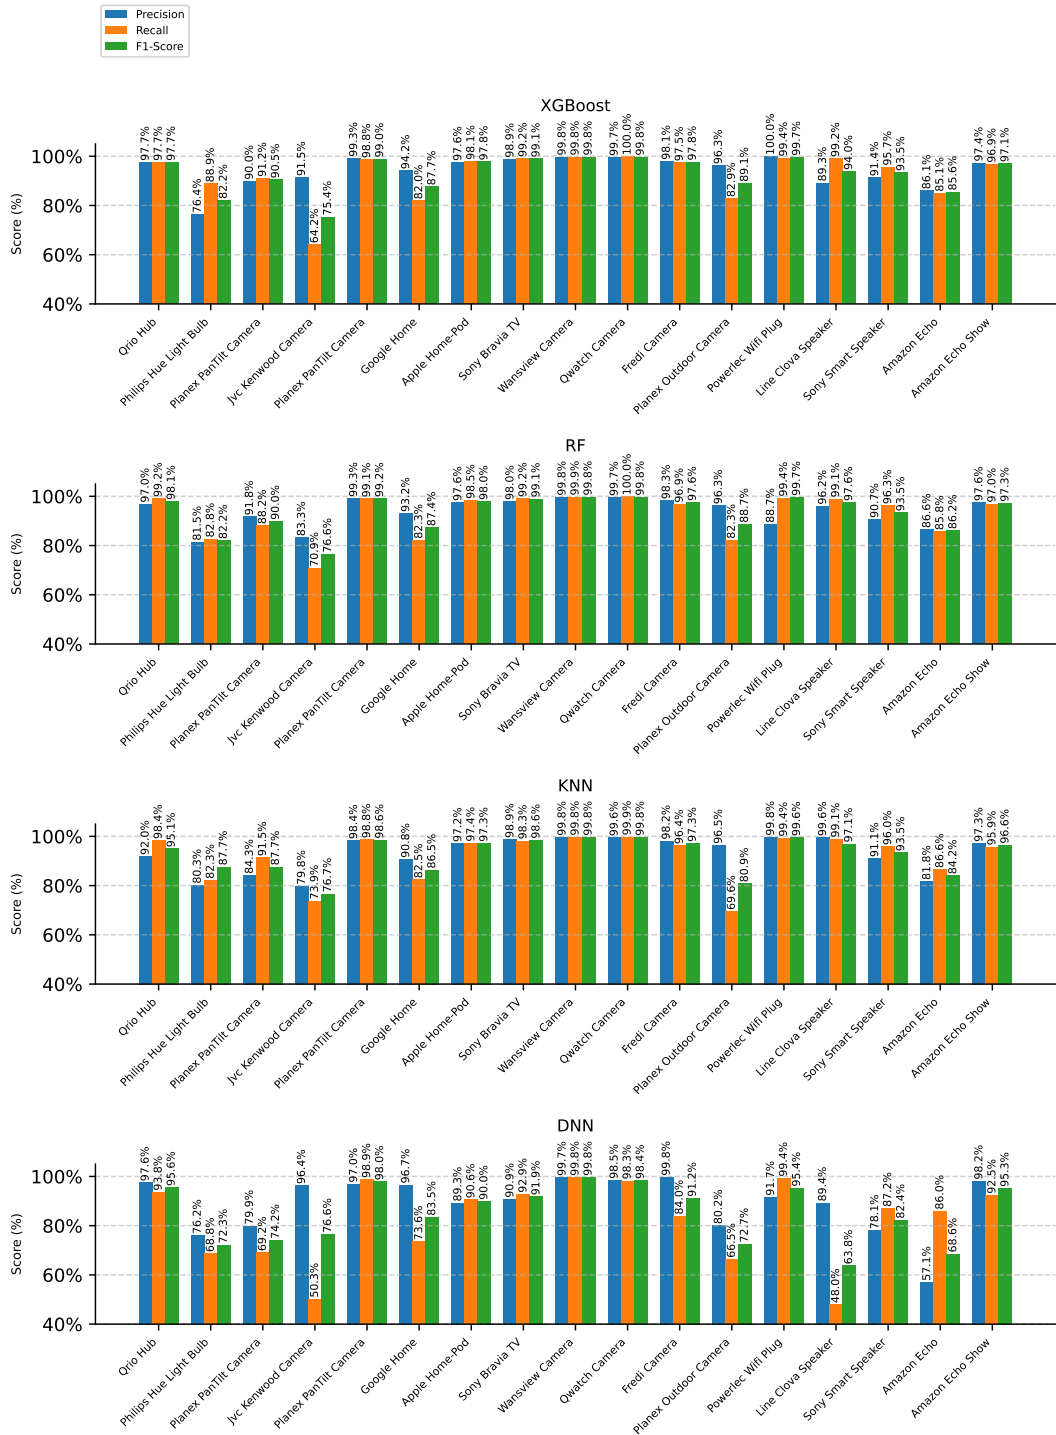 Precision
Recall
F1-Score
XGBoost
Score (%)
100%
80%
60%
40%
97.7% 97.7% 97.7% 76.4% 88.9% 82.2% 90.0% 91.2% 90.5% 91.5% 64.2% 75.4% 99.3% 98.8% 99.0% 94.2% 82.0% 87.7% 97.6% 98.1% 97.8% 98.9% 99.2% 99.1% 99.8% 99.8% 99.8% 99.7% 100.0% 99.8% 98.1% 97.5% 97.8% 96.3% 82.9% 89.1% 100.0% 99.4% 99.7% 89.3% 99.2% 94.0% 91.4% 95.7% 93.5% 86.1% 85.1% 85.6% 97.4% 96.9% 97.1%
Qrio Hub
Philips Hue Light Bulb
Planex PanTilt Camera
Jvc Kenwood Camera
Planex PanTilt Camera
Google Home
Apple Home-Pod
Sony Bravia TV
Wansview Camera
Qwatch Camera
Fredi Camera
Planex Outdoor Camera
Powerlec Wifi Plug
Line Clova Speaker
Sony Smart Speaker
Amazon Echo
Amazon Echo Show
RF
Score (%)
100%
80%
60%
40%
97.0% 99.2% 98.1% 81.5% 82.8% 82.2% 91.8% 88.2% 90.0% 83.3% 70.9% 76.6% 99.3% 99.1% 99.2% 93.2% 82.3% 87.4% 97.6% 98.5% 98.0% 98.0% 99.2% 99.1% 99.8% 99.9% 99.8% 99.7% 100.0% 99.8% 98.3% 96.9% 97.6% 96.3% 82.3% 88.7% 88.7% 99.4% 99.7% 96.2% 99.1% 97.6% 90.7% 96.3% 93.5% 86.6% 85.8% 86.2% 97.6% 97.0% 97.3%
Qrio Hub
Philips Hue Light Bulb
Planex PanTilt Camera
Jvc Kenwood Camera
Planex PanTilt Camera
Google Home
Apple Home-Pod
Sony Bravia TV
Wansview Camera
Qwatch Camera
Fredi Camera
Planex Outdoor Camera
Powerlec Wifi Plug
Line Clova Speaker
Sony Smart Speaker
Amazon Echo
Amazon Echo Show
KNN
Score (%)
100%
80%
60%
40%
92.0% 98.4% 95.1% 80.3% 82.3% 87.7% 84.3% 91.5% 87.7% 79.8% 73.9% 76.7% 98.4% 98.8% 98.6% 90.8% 82.5% 86.5% 97.2% 97.4% 97.3% 98.9% 98.3% 98.6% 99.8% 99.8% 99.8% 99.6% 99.9% 99.8% 98.2% 96.4% 97.3% 96.5% 69.6% 80.9% 99.8% 99.4% 99.6% 99.6% 99.1% 97.1% 91.1% 96.0% 93.5% 81.8% 86.6% 84.2% 97.3% 95.9% 96.6%
Qrio Hub
Philips Hue Light Bulb
Planex PanTilt Camera
Jvc Kenwood Camera
Planex PanTilt Camera
Google Home
Apple Home-Pod
Sony Bravia TV
Wansview Camera
Qwatch Camera
Fredi Camera
Planex Outdoor Camera
Powerlec Wifi Plug
Line Clova Speaker
Sony Smart Speaker
Amazon Echo
Amazon Echo Show
DNN
Score (%)
100%
80%
60%
40%
97.6% 93.8% 95.6% 76.2% 68.8% 72.3% 79.9% 69.2% 74.2% 96.4% 50.3% 76.6% 97.0% 98.9% 98.0% 96.7% 73.6% 83.5% 89.3% 90.6% 90.0% 90.9% 92.9% 91.9% 99.7% 99.8% 99.8% 98.5% 98.3% 98.4% 99.8% 84.0% 91.2% 80.2% 66.5% 72.7% 91.7% 99.4% 95.4% 89.4% 48.0% 63.8% 78.1% 87.2% 82.4% 57.1% 86.0% 68.6% 98.2% 92.5% 95.3%
Qrio Hub
Philips Hue Light Bulb
Planex PanTilt Camera
Jvc Kenwood Camera
Planex PanTilt Camera
Google Home
Apple Home-Pod
Sony Bravia TV
Wansview Camera
Qwatch Camera
Fredi Camera
Planex Outdoor Camera
Powerlec Wifi Plug
Line Clova Speaker
Sony Smart Speaker
Amazon Echo
Amazon Echo Show